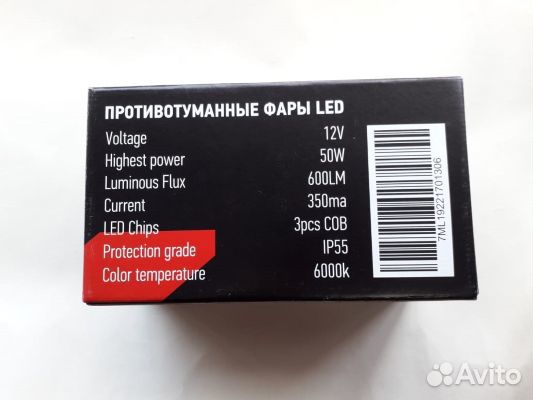 ПРОТИВОТУМАННЫЕ ФАРЫ LED
Voltage 12V
Highest power 50W
Luminous Flux 600LM
Current 350ma
LED Chips 3pcs COB
Protection grade IP55
Color temperature 6000k
7ML19221701306
Avito